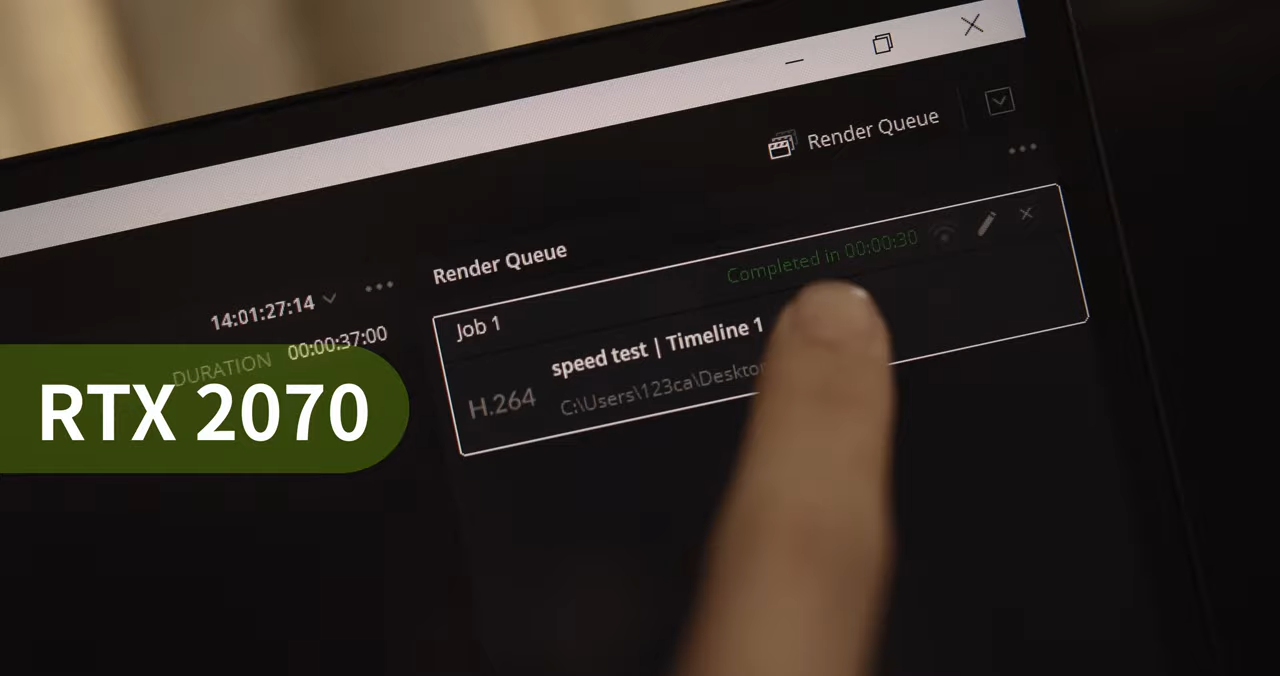 Render Queue
Render Queue
Completed in 00:00:30
14:01:27:14
Job 1
DURATION 00:00:37:00
speed test | Timeline 1
H.264
C:\Users\123ca\Deskto
RTX 2070